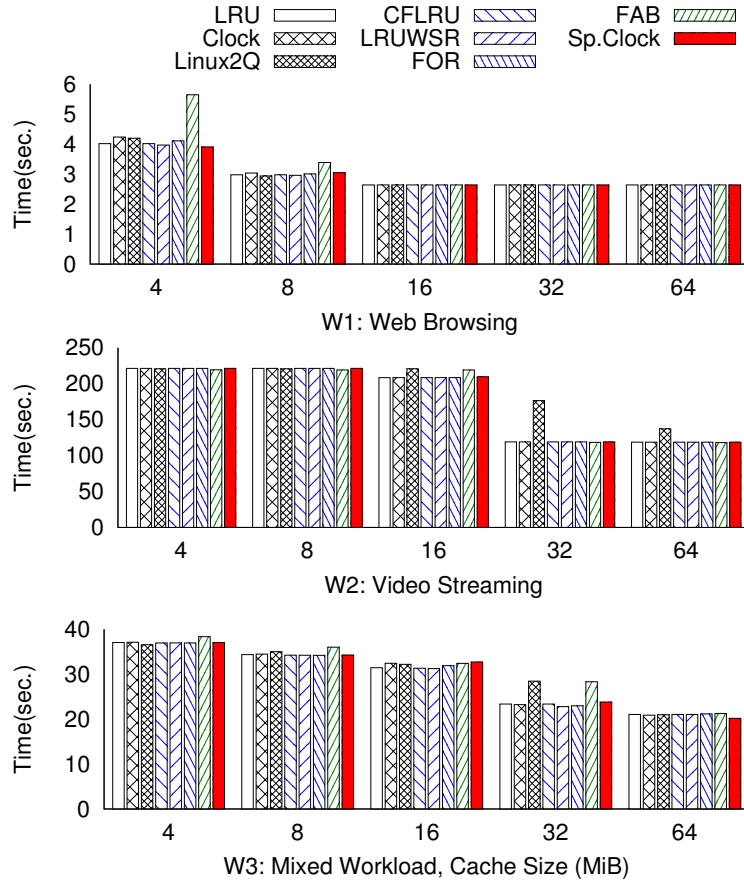 LRU CFLRU FAB
Clock LRUWSR Sp.Clock
Linux2Q FOR
6
5
4
3
2
1
0
Time(sec.)
4 8 16 32 64
W1: Web Browsing
250
200
150
100
50
0
Time(sec.)
4 8 16 32 64
W2: Video Streaming
40
30
20
10
0
Time(sec.)
4 8 16 32 64
W3: Mixed Workload, Cache Size (MiB)